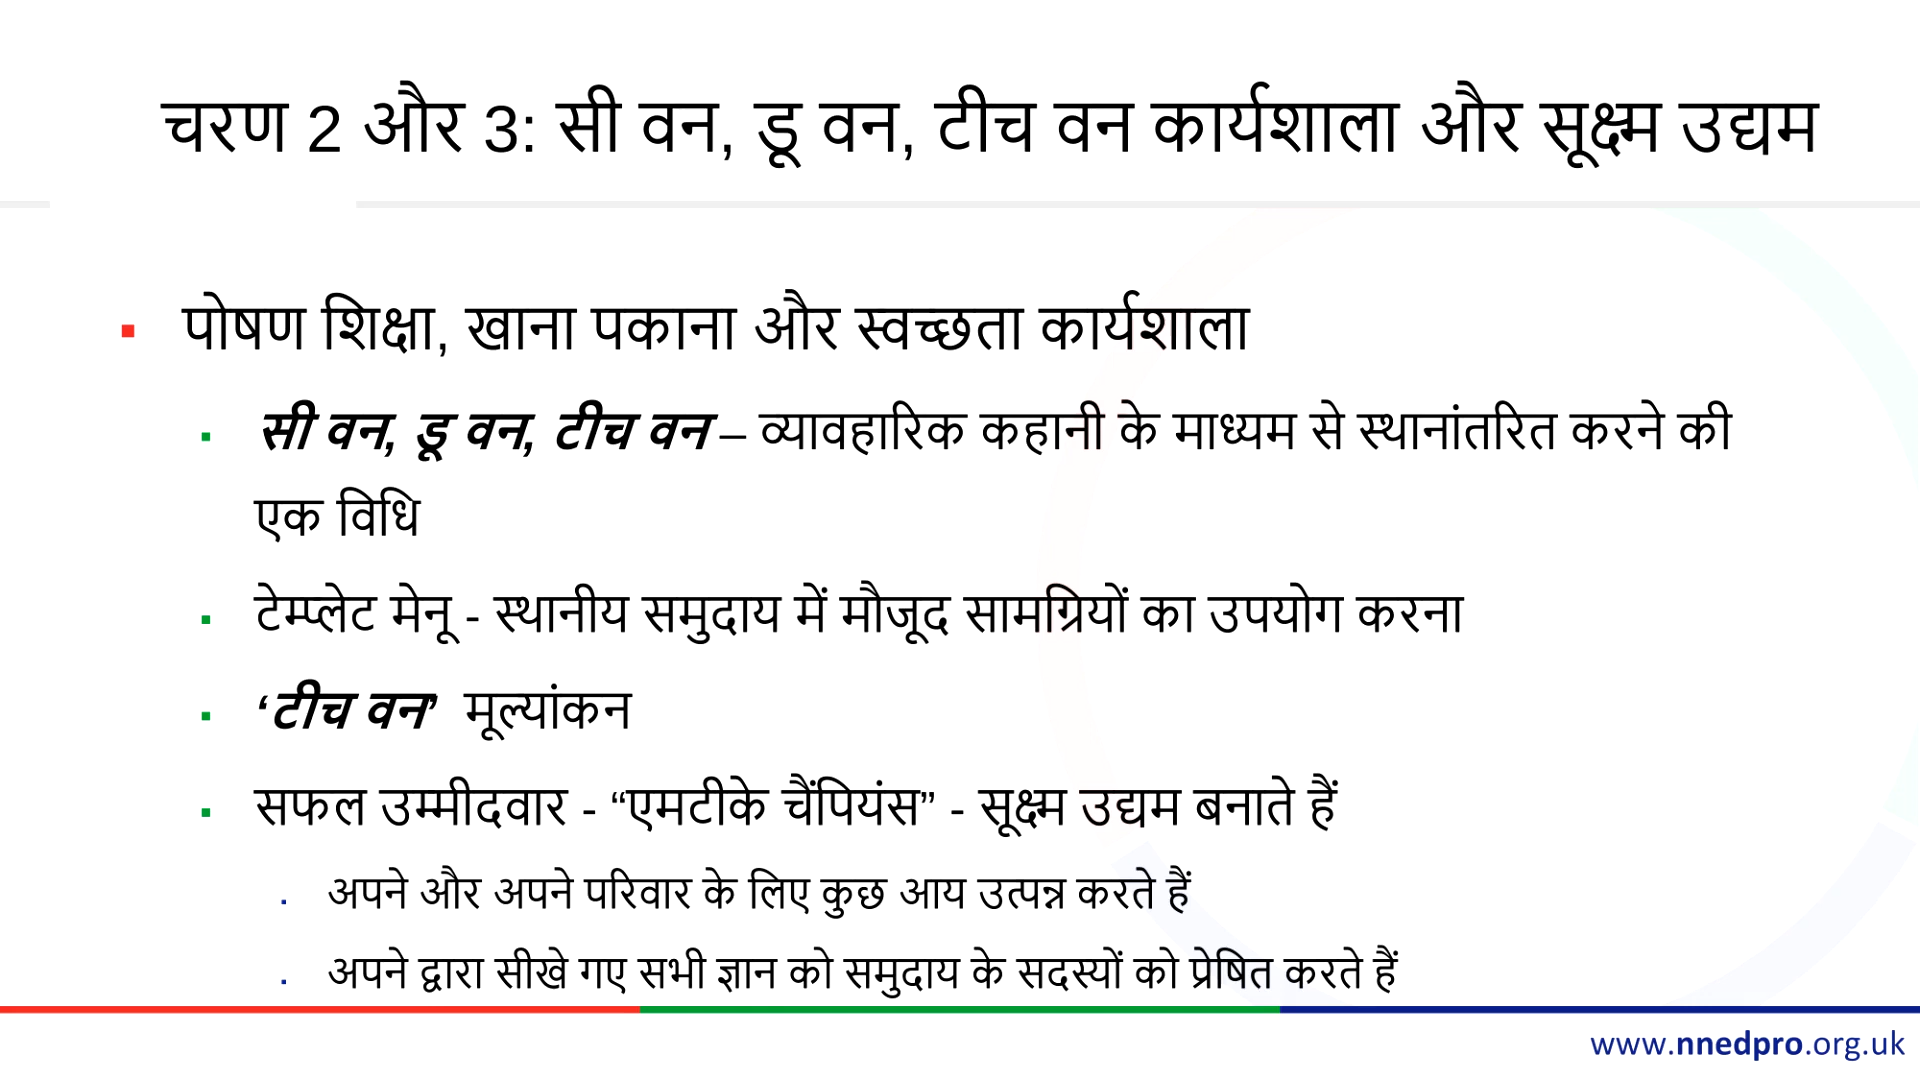 चरण 2 और 3: सी वन, डू वन, टीच वन कार्यशाला और सूक्ष्म उद्यम
पोषण शिक्षा, खाना पकाना और स्वच्छता कार्यशाला
सी वन, डू वन, टीच वन – व्यावहारिक कहानी के माध्यम से स्थानांतरित करने की
एक विधि
टेम्प्लेट मेनू - स्थानीय समुदाय में मौजूद सामग्रियों का उपयोग करना
‘टीच वन’ मूल्यांकन
सफल उम्मीदवार - “एमटीके चैंपियंस” - सूक्ष्म उद्यम बनाते हैं
अपने और अपने परिवार के लिए कुछ आय उत्पन्न करते हैं
अपने द्वारा सीखे गए सभी ज्ञान को समुदाय के सदस्यों को प्रेषित करते हैं
www.nnedpro.org.uk